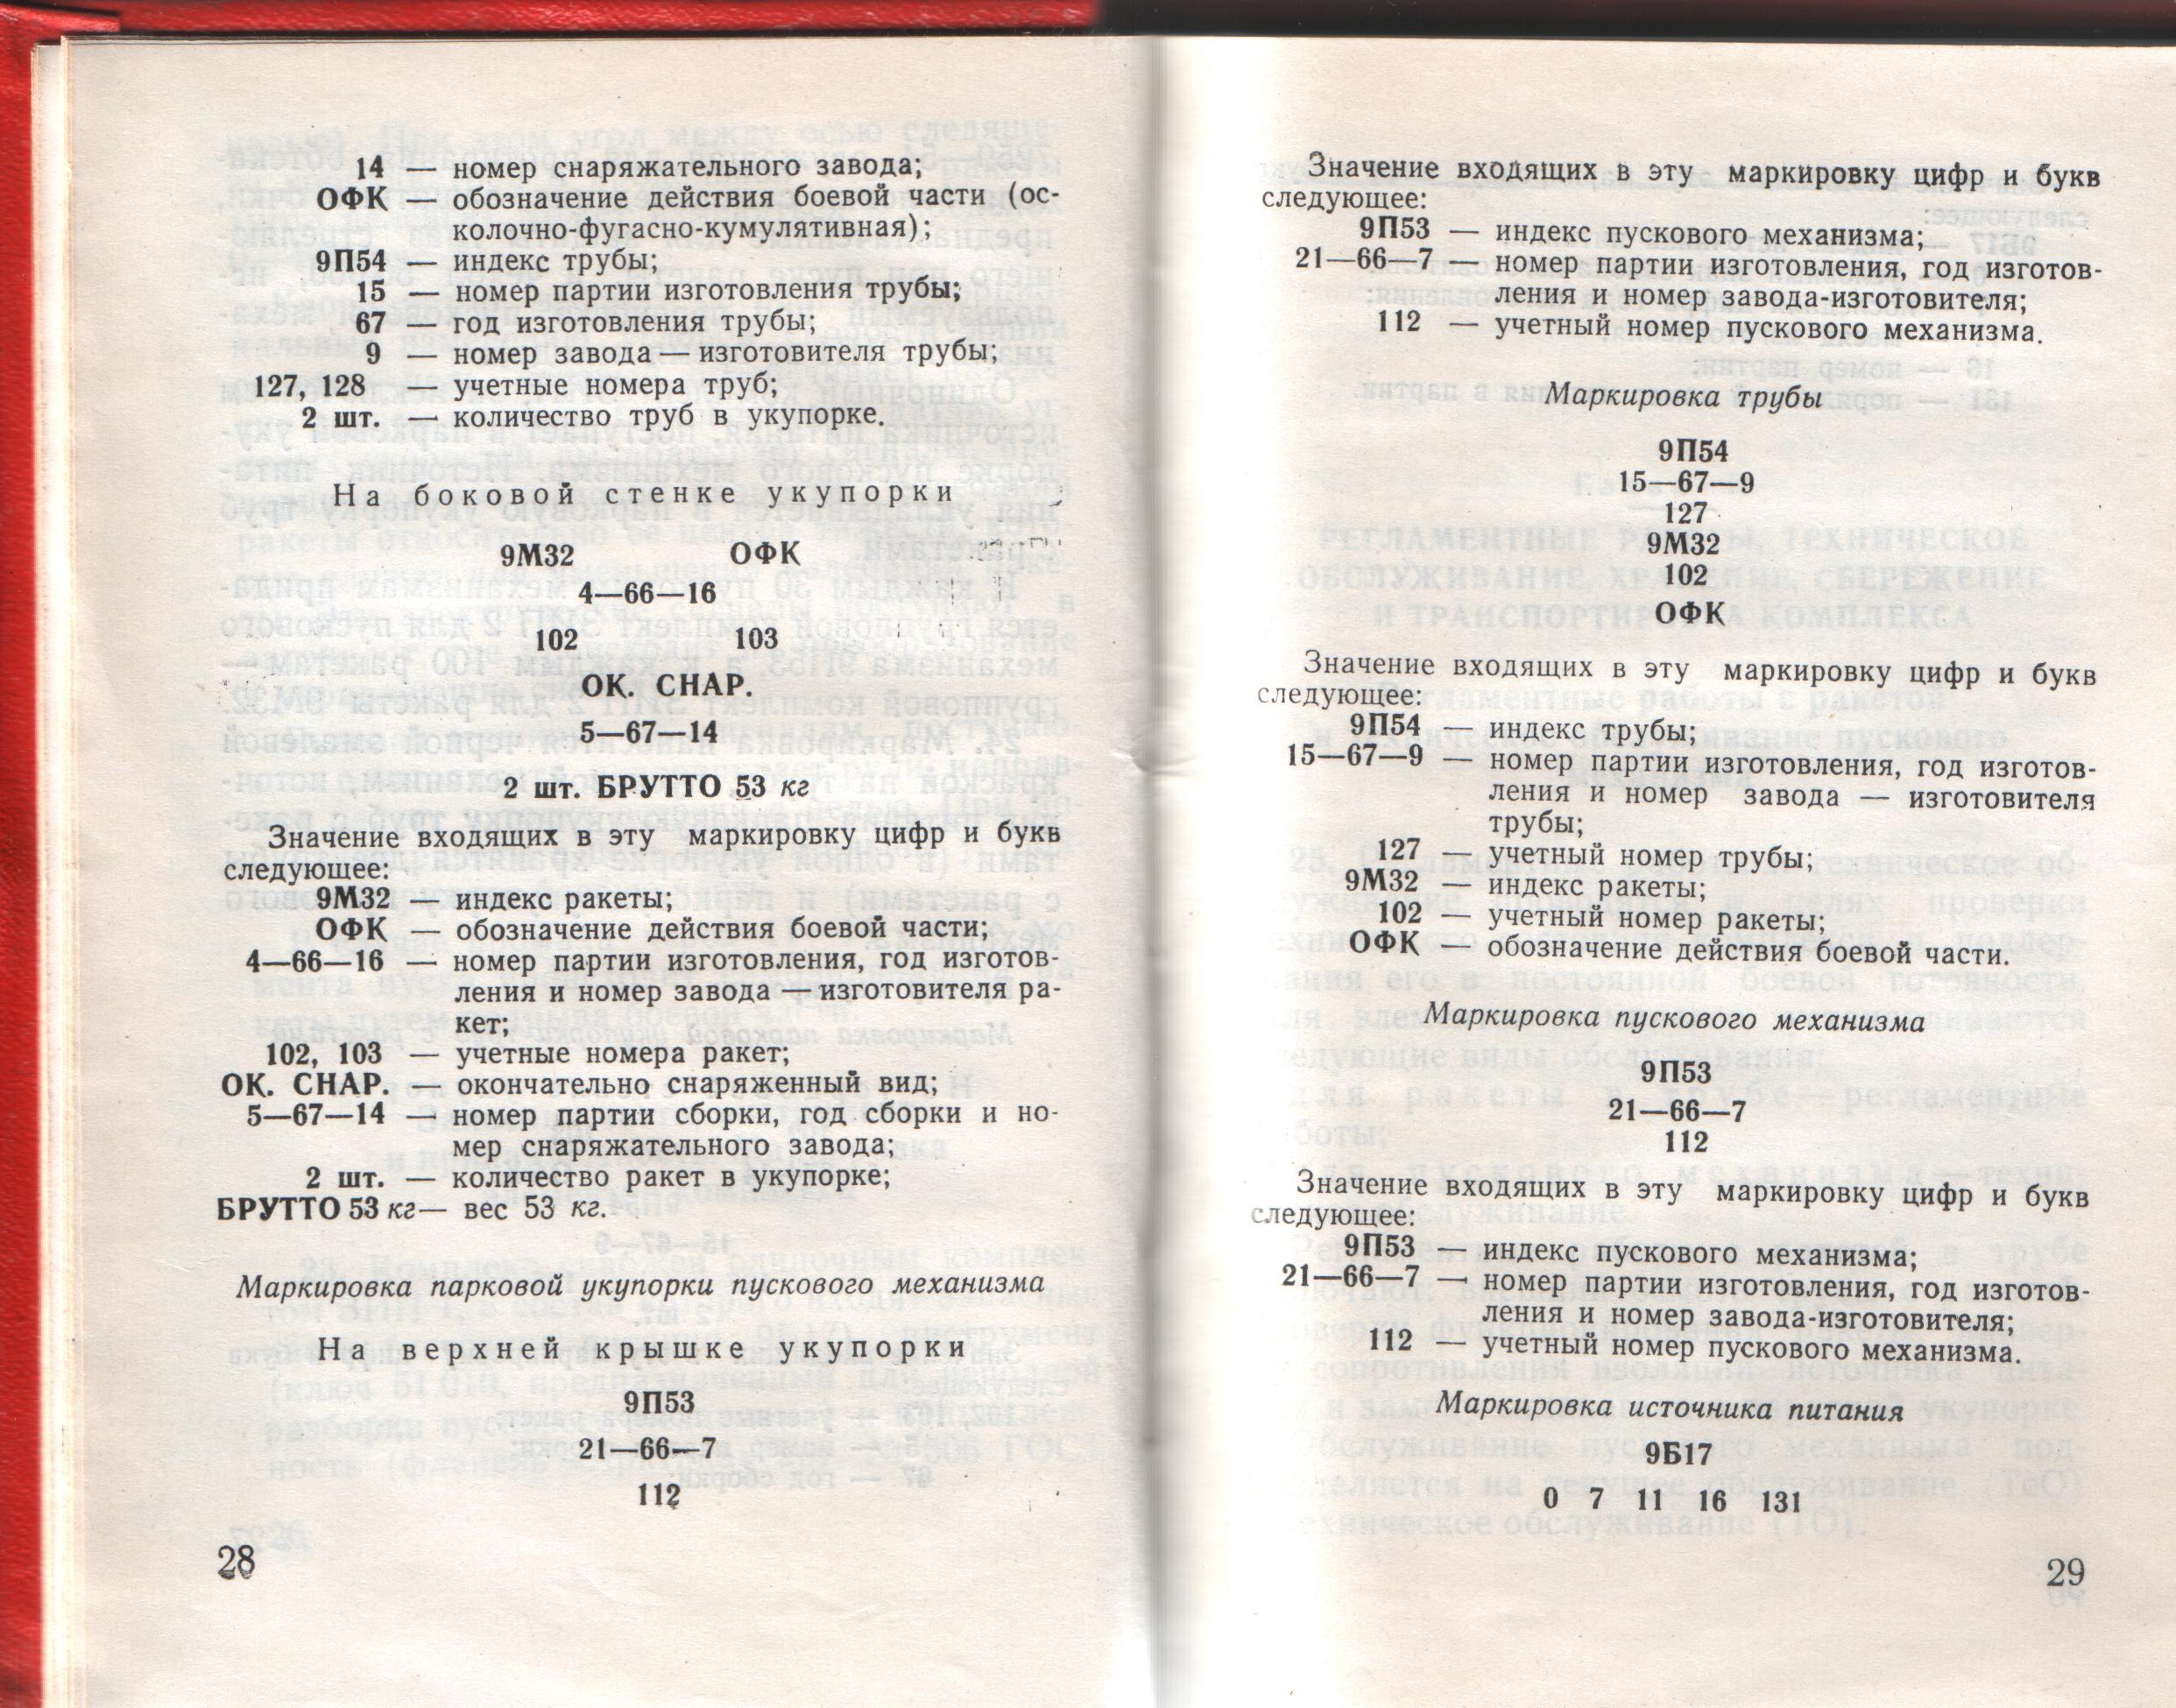 14 — номер снаряжательного завода;
ОФК — обозначение действия боевой части (ос-
колочно-фугасно-кумулятивная);
9П54 — индекс трубы;
15 — номер партии изготовления трубы;
67 — год изготовления трубы;
9 — номер завода — изготовителя трубы;
127, 128 — учетные номера труб;
2 шт. — количество труб в укупорке.
На боковой стенке укупорки
9М32 ОФК
4—66—16
102 103
ОК. СНАР.
5—67—14
2 шт. БРУТТО 53 кг
Значение входящих в эту маркировку цифр и букв
следующее:
9М32 — индекс ракеты;
ОФК — обозначение действия боевой части;
4—66—16 — номер партии изготовления, год изготов-
ления и номер завода — изготовителя ра-
кет;
102, 103 — учетные номера ракет;
ОК. СНАР. — окончательно снаряженный вид;
5—67—14 — номер партии сборки, год сборки и но-
мер снаряжательного завода;
2 шт. — количество ракет в укупорке;
БРУТТО 53 кг — вес 53 кг.
Маркировка парковой укупорки пускового механизма
На верхней крышке укупорки
9П53
21—66—7
112
28
Значение входящих в эту маркировку цифр и букв
следующее:
9П53 — индекс пускового механизма;
21—66—7 — номер партии изготовления, год изготов-
ления и номер завода-изготовителя;
112 — учетный номер пускового механизма.
Маркировка трубы
9П54
15—67—9
127
9М32
102
ОФК
Значение входящих в эту маркировку цифр и букв
следующее:
9П54 — индекс трубы;
15—67—9 — номер партии изготовления, год изготов-
ления и номер завода — изготовителя
трубы;
127 — учетный номер трубы;
9М32 — индекс ракеты;
102 — учетный номер ракеты;
ОФК — обозначение действия боевой части.
Маркировка пускового механизма
9П53
21—66—7
112
Значение входящих в эту маркировку цифр и букв
следующее:
9П53 — индекс пускового механизма;
21—66—7 — номер партии изготовления, год изготов-
ления и номер завода-изготовителя;
112 — учетный номер пускового механизма.
Маркировка источника питания
9Б17
0 7 11 16 131
29